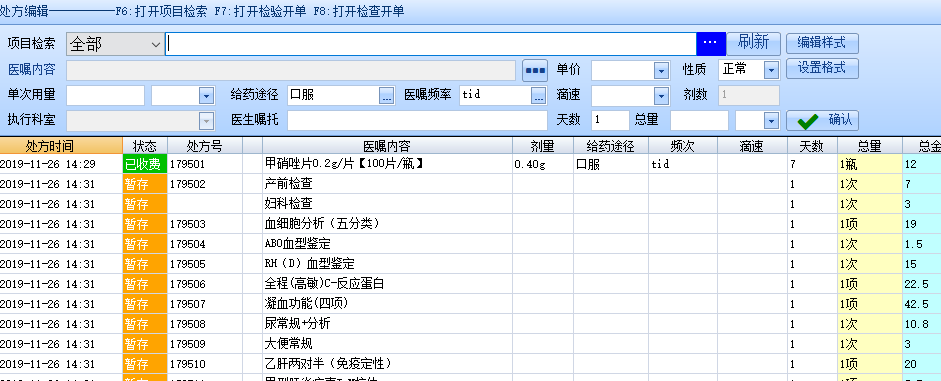 处方编辑——————F6:打开项目检索 F7:打开检验开单 F8:打开检查开单
项目检索 全部 ... 刷新 编辑样式
医嘱内容 单价 性质 正常 设置格式
单次用量 给药途径 口服 ... 医嘱频率 tid ... 滴速 剂数 1
执行科室 医生嘱托 天数 1 总量 确认
处方时间 状态 处方号 医嘱内容 剂量 给药途径 频次 滴速 天数 总量 总金
2019-11-26 14:29 已收费 179501 甲硝唑片0.2g/片【100片/瓶】 0.40g 口服 tid 7 1瓶 12
2019-11-26 14:31 暂存 179502 产前检查 1 1次 7
2019-11-26 14:31 暂存 妇科检查 1 1次 3
2019-11-26 14:31 暂存 179503 血细胞分析（五分类） 1 1项 19
2019-11-26 14:31 暂存 179504 ABO血型鉴定 1 1次 1.5
2019-11-26 14:31 暂存 179505 RH（D）血型鉴定 1 1次 15
2019-11-26 14:31 暂存 179506 全程(高敏)C-反应蛋白 1 1项 22.5
2019-11-26 14:31 暂存 179507 凝血功能(四项) 1 1项 42.5
2019-11-26 14:31 暂存 179508 尿常规+分析 1 1次 10.8
2019-11-26 14:31 暂存 179509 大便常规 1 1次 3
2019-11-26 14:31 暂存 179510 乙肝两对半（免疫定性） 1 1项 20